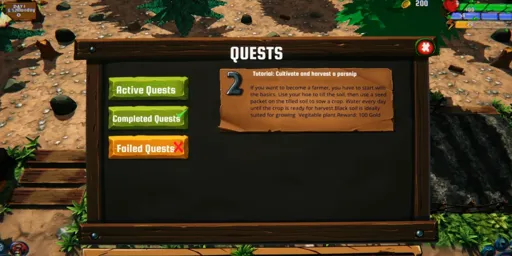 200
QUESTS
Active Quests
Completed Quests
Failed Quests
2
Tutorial: Cultivate and harvest a parsnip
If you want to become a farmer, you have to start with
the basics. Use your hoe to till the soil, then use a seed
packet on the tilled soil to sow a crop. Water every day
until the crop is ready for harvest. Black soil is ideally
suited for growing. Vegetable plant Reward: 100 Gold